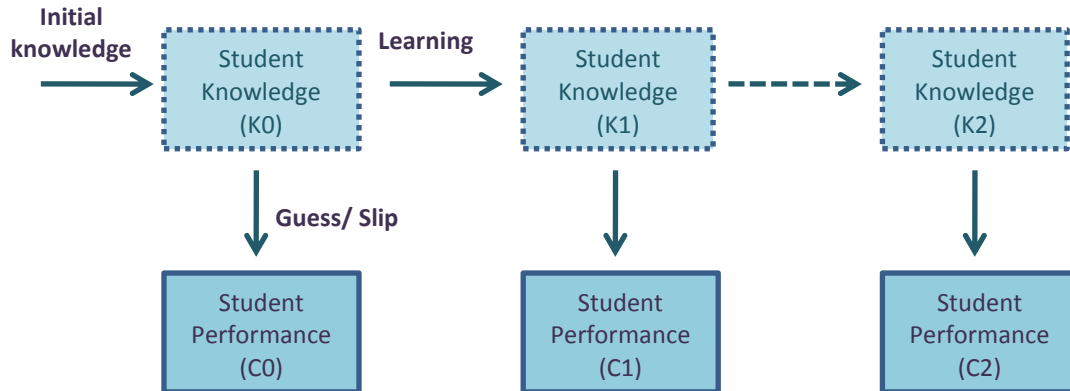 Initial
knowledge
Learning
Student
Knowledge
(K0)
Student
Knowledge
(K1)
Student
Knowledge
(K2)
Guess/ Slip
Student
Performance
(C0)
Student
Performance
(C1)
Student
Performance
(C2)